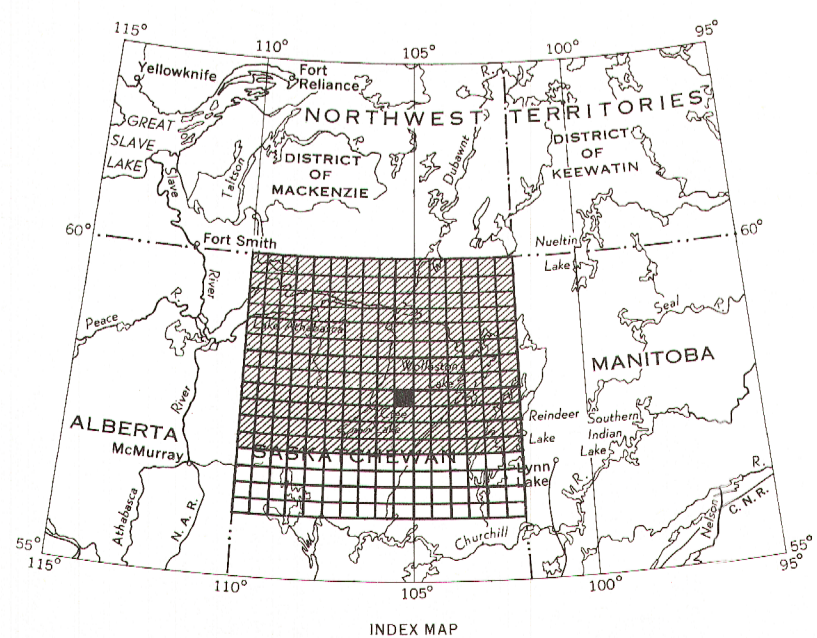 115°
110°
105°
100°
95°
Yellowknife
Fort
Reliance
R.
NORTHWEST TERRITORIES
GREAT
SLAVE
LAKE
Slave
Taltson
R.
DISTRICT
OF
MACKENZIE
Dubawnt
DISTRICT
OF
KEEWATIN
60°
Fort Smith
60°
Nueltin
Lake
River
Peace
R.
Seal R.
Lake Athabasca
MANITOBA
Wollaston
Lake
River
Cree
Lake
ALBERTA
McMurray
Reindeer
Lake
Southern
Indian
Lake
SASKATCHEWAN
Lynn
Lake
R.
Athabasca
N.A.R.
Nelson
R.
C.N.R.
Churchill
55°
115°
110°
105°
100°
55°
95°
INDEX MAP